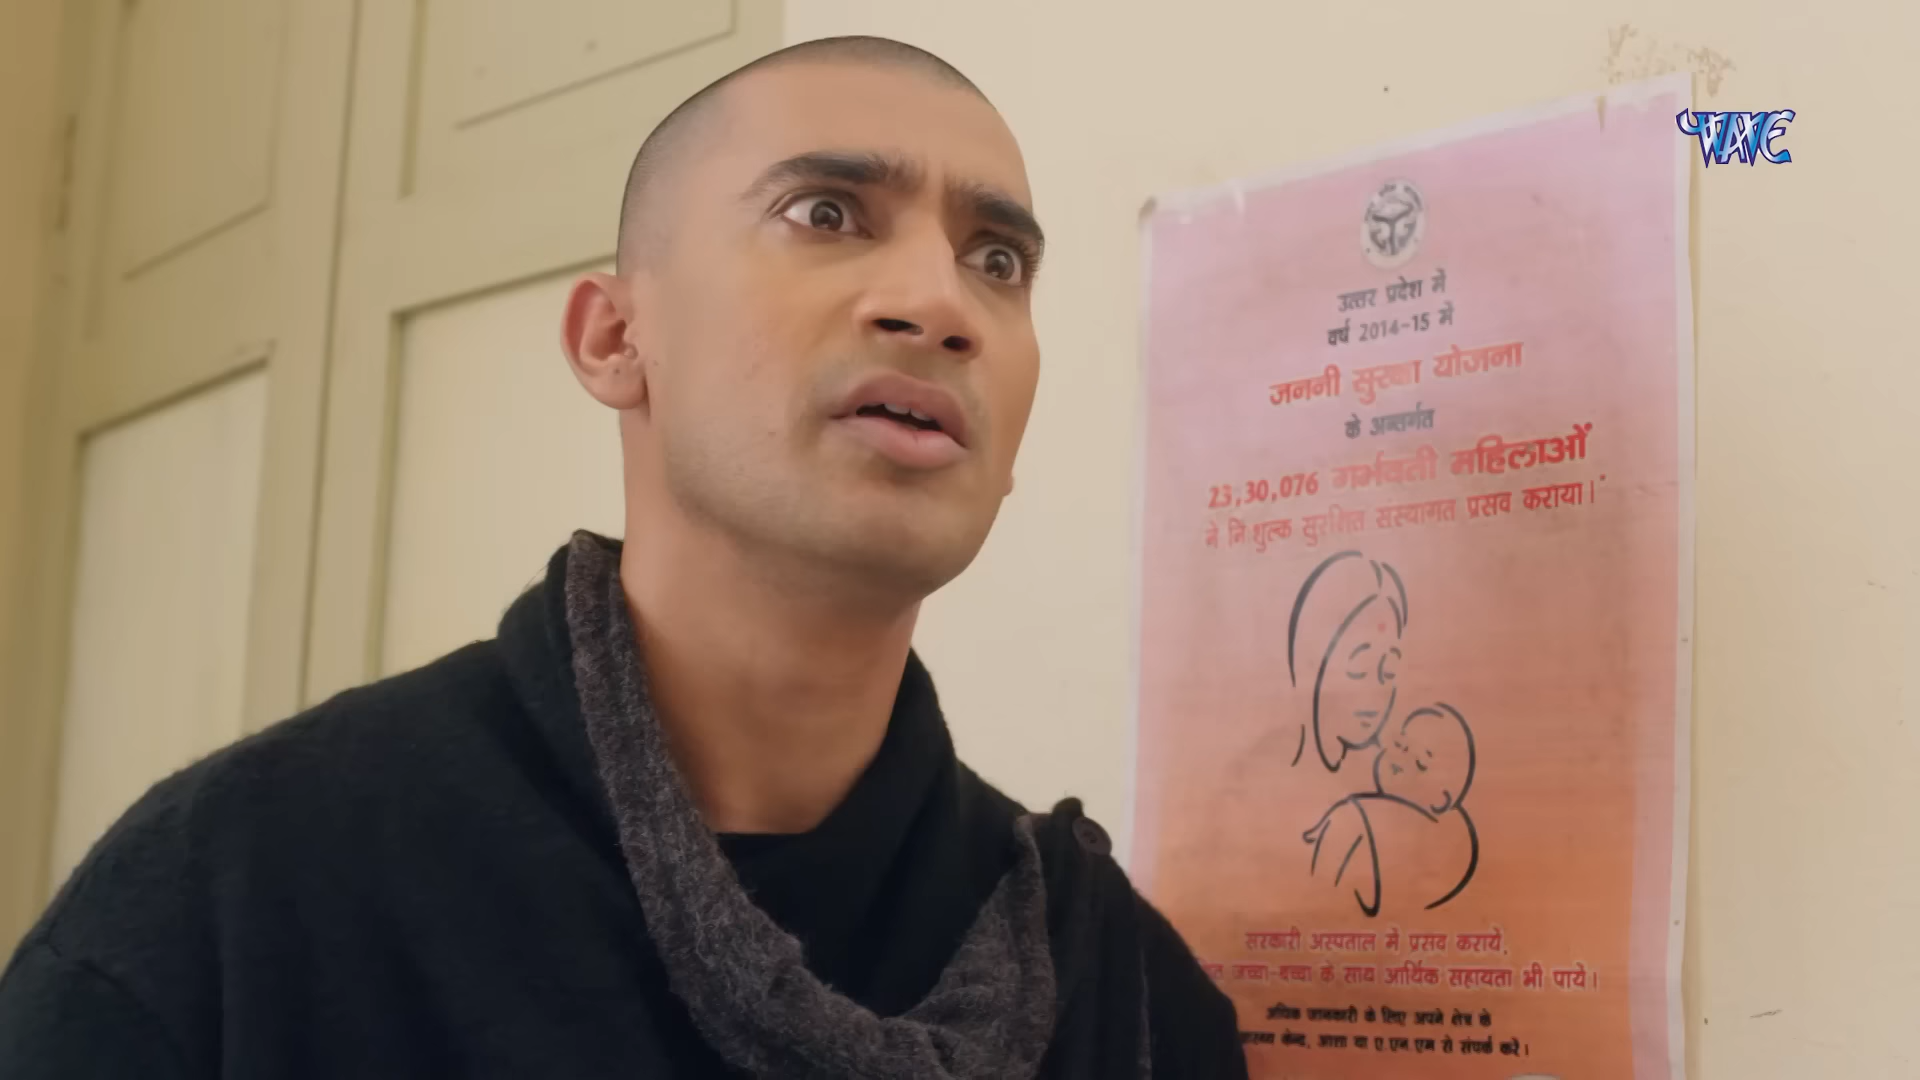 WAVE
उत्तर प्रदेश में
वर्ष 2014-15 में
जननी सुरक्षा योजना
के अन्तर्गत
23,30,076 गर्भवती महिलाओं
ने निःशुल्क सुरक्षित संस्थागत प्रसव कराया।
सरकारी अस्पताल में प्रसव करायें,
जच्चा-बच्चा के साथ आर्थिक सहायता भी पायें।
अधिक जानकारी के लिए अपने क्षेत्र के
केन्द्र, आशा या ए.एन.एम से संपर्क करें।